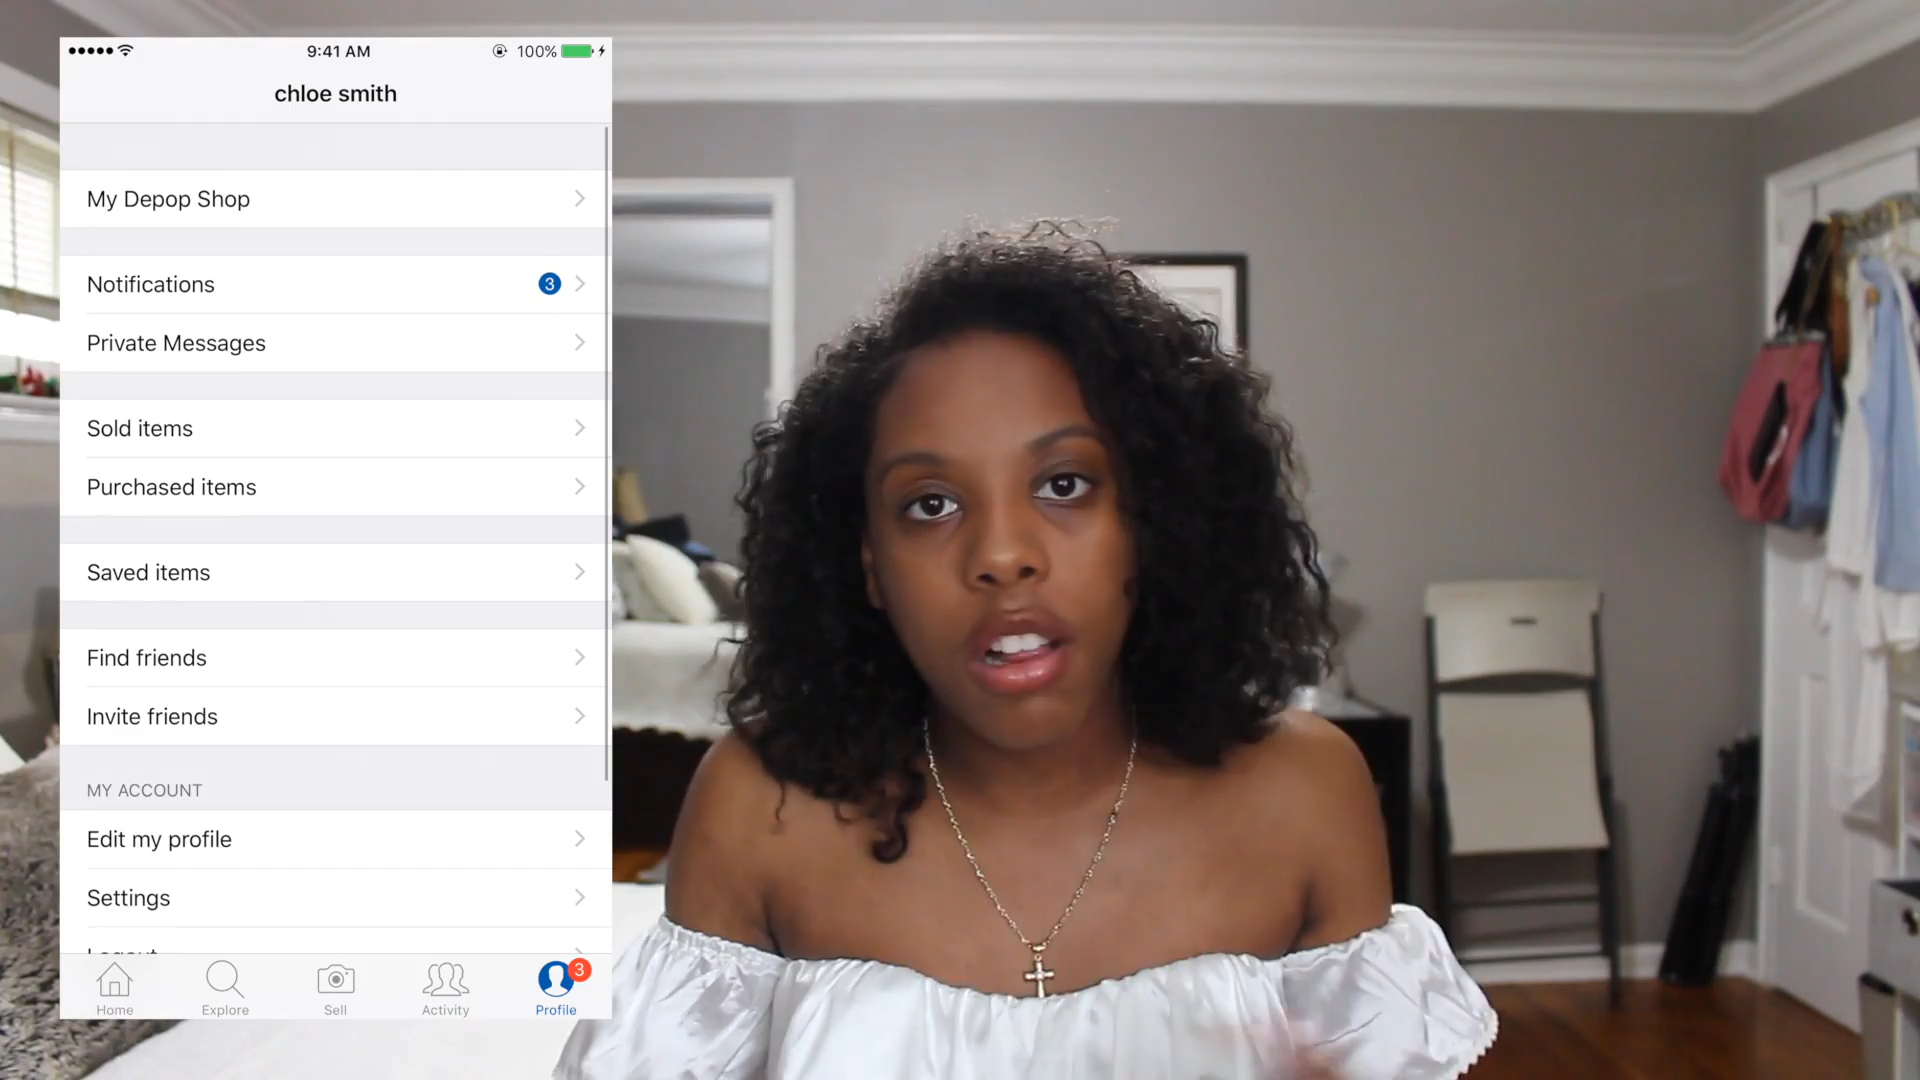 9:41 AM
100%
chloe smith
My Depop Shop
Notifications
3
Private Messages
Sold items
Purchased items
Saved items
Find friends
Invite friends
MY ACCOUNT
Edit my profile
Settings
Logout
3
Home
Explore
Sell
Activity
Profile